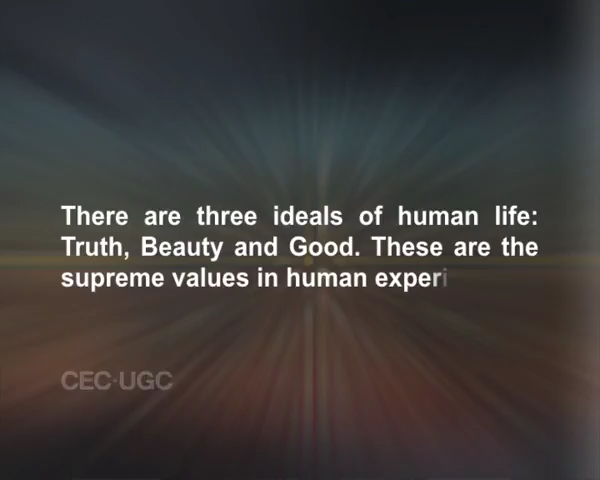 There are three ideals of human life:
Truth, Beauty and Good. These are the
supreme values in human experi
CEC-UGC